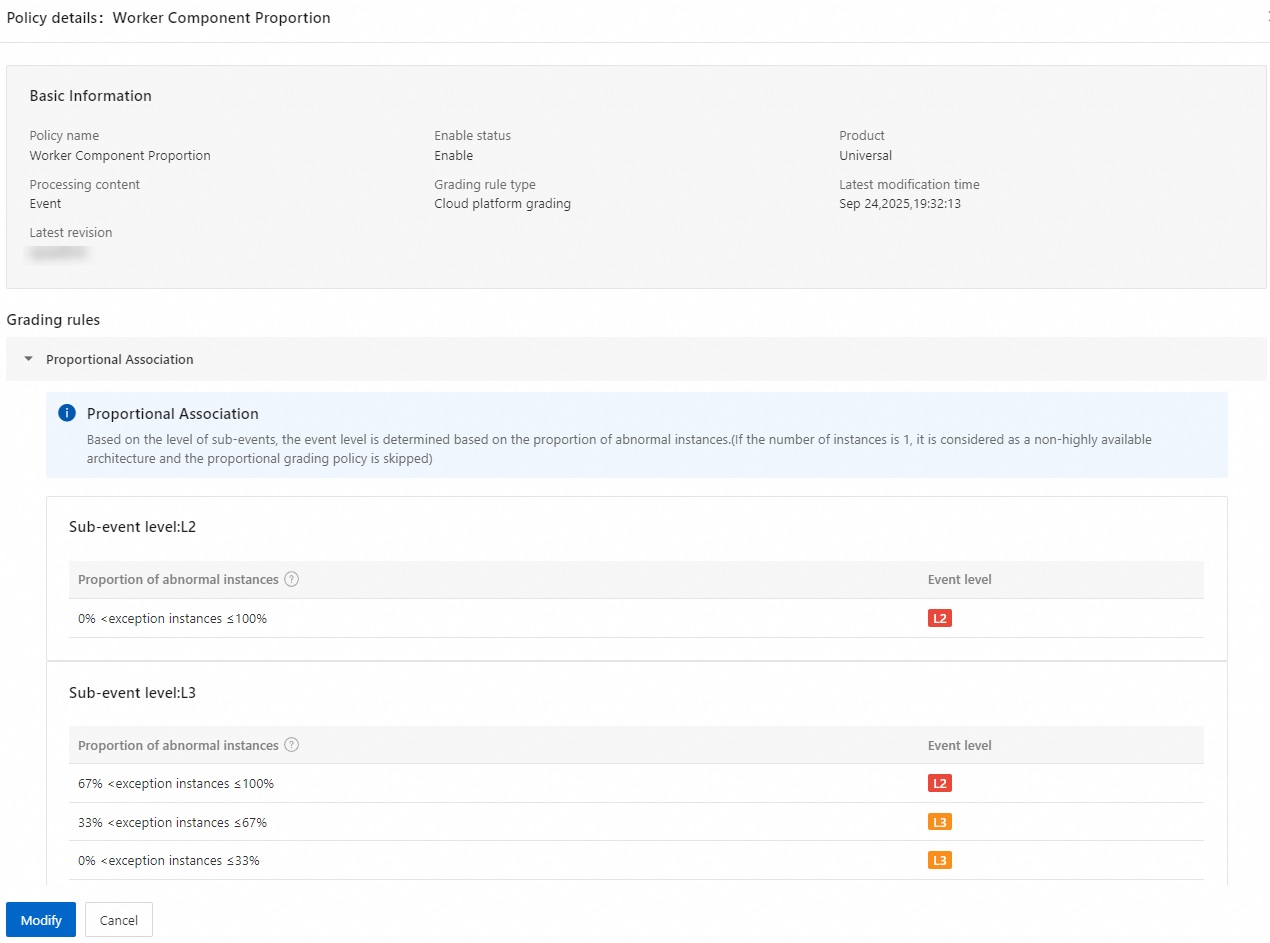 Policy details: Worker Component Proportion
Basic Information
Policy name
Worker Component Proportion
Enable status
Enable
Product
Universal
Processing content
Event
Grading rule type
Cloud platform grading
Latest modification time
Sep 24,2025,19:32:13
Latest revision
Grading rules
Proportional Association
Proportional Association
Based on the level of sub-events, the event level is determined based on the proportion of abnormal instances.(If the number of instances is 1, it is considered as a non-highly available
architecture and the proportional grading policy is skipped)
Sub-event level:L2
Proportion of abnormal instances ?
Event level
0% <exception instances ≤100%
L2
Sub-event level:L3
Proportion of abnormal instances ?
Event level
67% <exception instances ≤100%
L2
33% <exception instances ≤67%
L3
0% <exception instances ≤33%
L3
Modify
Cancel